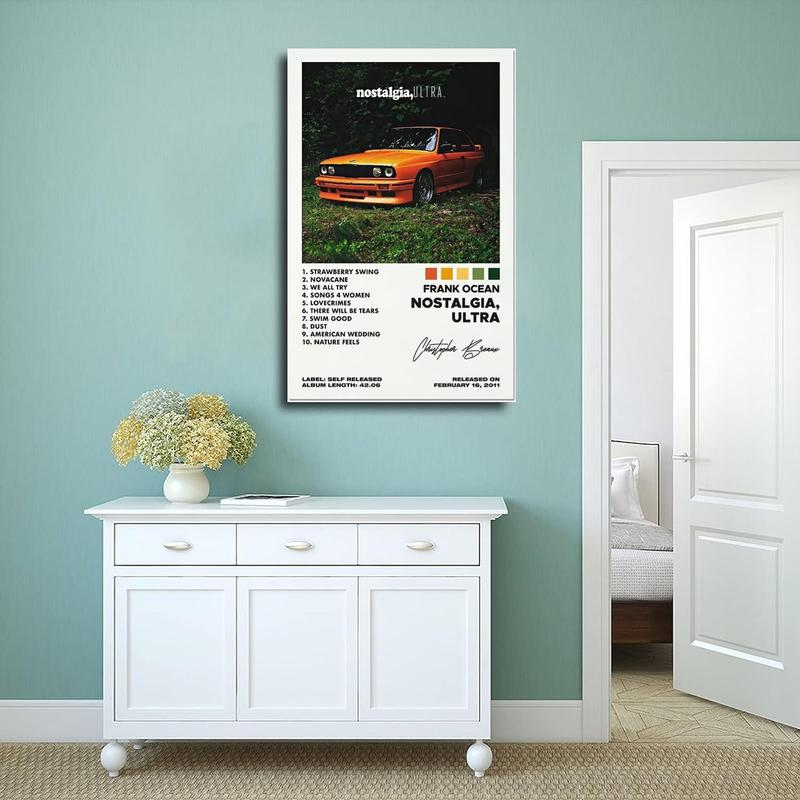 nostalgia,ULTRA.
1. STRAWBERRY SWING
2. NOVACANE
3. WE ALL TRY
4. SONGS 4 WOMEN
5. LOVECRIMES
6. THERE WILL BE TEARS
7. SWIM GOOD
8. DUST
9. AMERICAN WEDDING
10. NATURE FEELS
FRANK OCEAN
NOSTALGIA,
ULTRA
Christopher Breaux
LABEL: SELF RELEASED
ALBUM LENGTH: 42.06
RELEASED ON
FEBRUARY 16, 2011